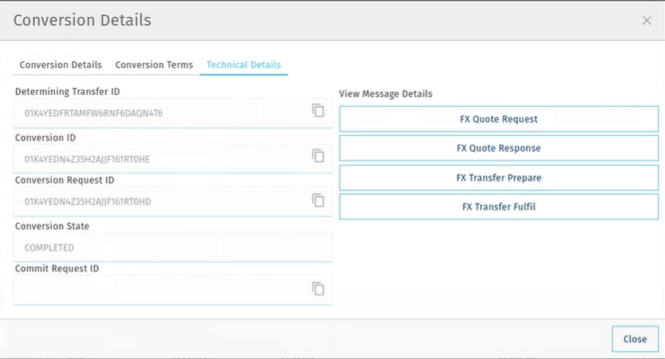 Conversion Details
Conversion Details Conversion Terms Technical Details
Determining Transfer ID
01K4YEDFRTAMFW6RNF6DAQN4T6
Conversion ID
01K4YEDN4Z35H2AJJF161RT0HE
Conversion Request ID
01K4YEDN4Z35H2AJJF161RT0HD
Conversion State
COMPLETED
Commit Request ID
View Message Details
FX Quote Request
FX Quote Response
FX Transfer Prepare
FX Transfer Fulfil
Close